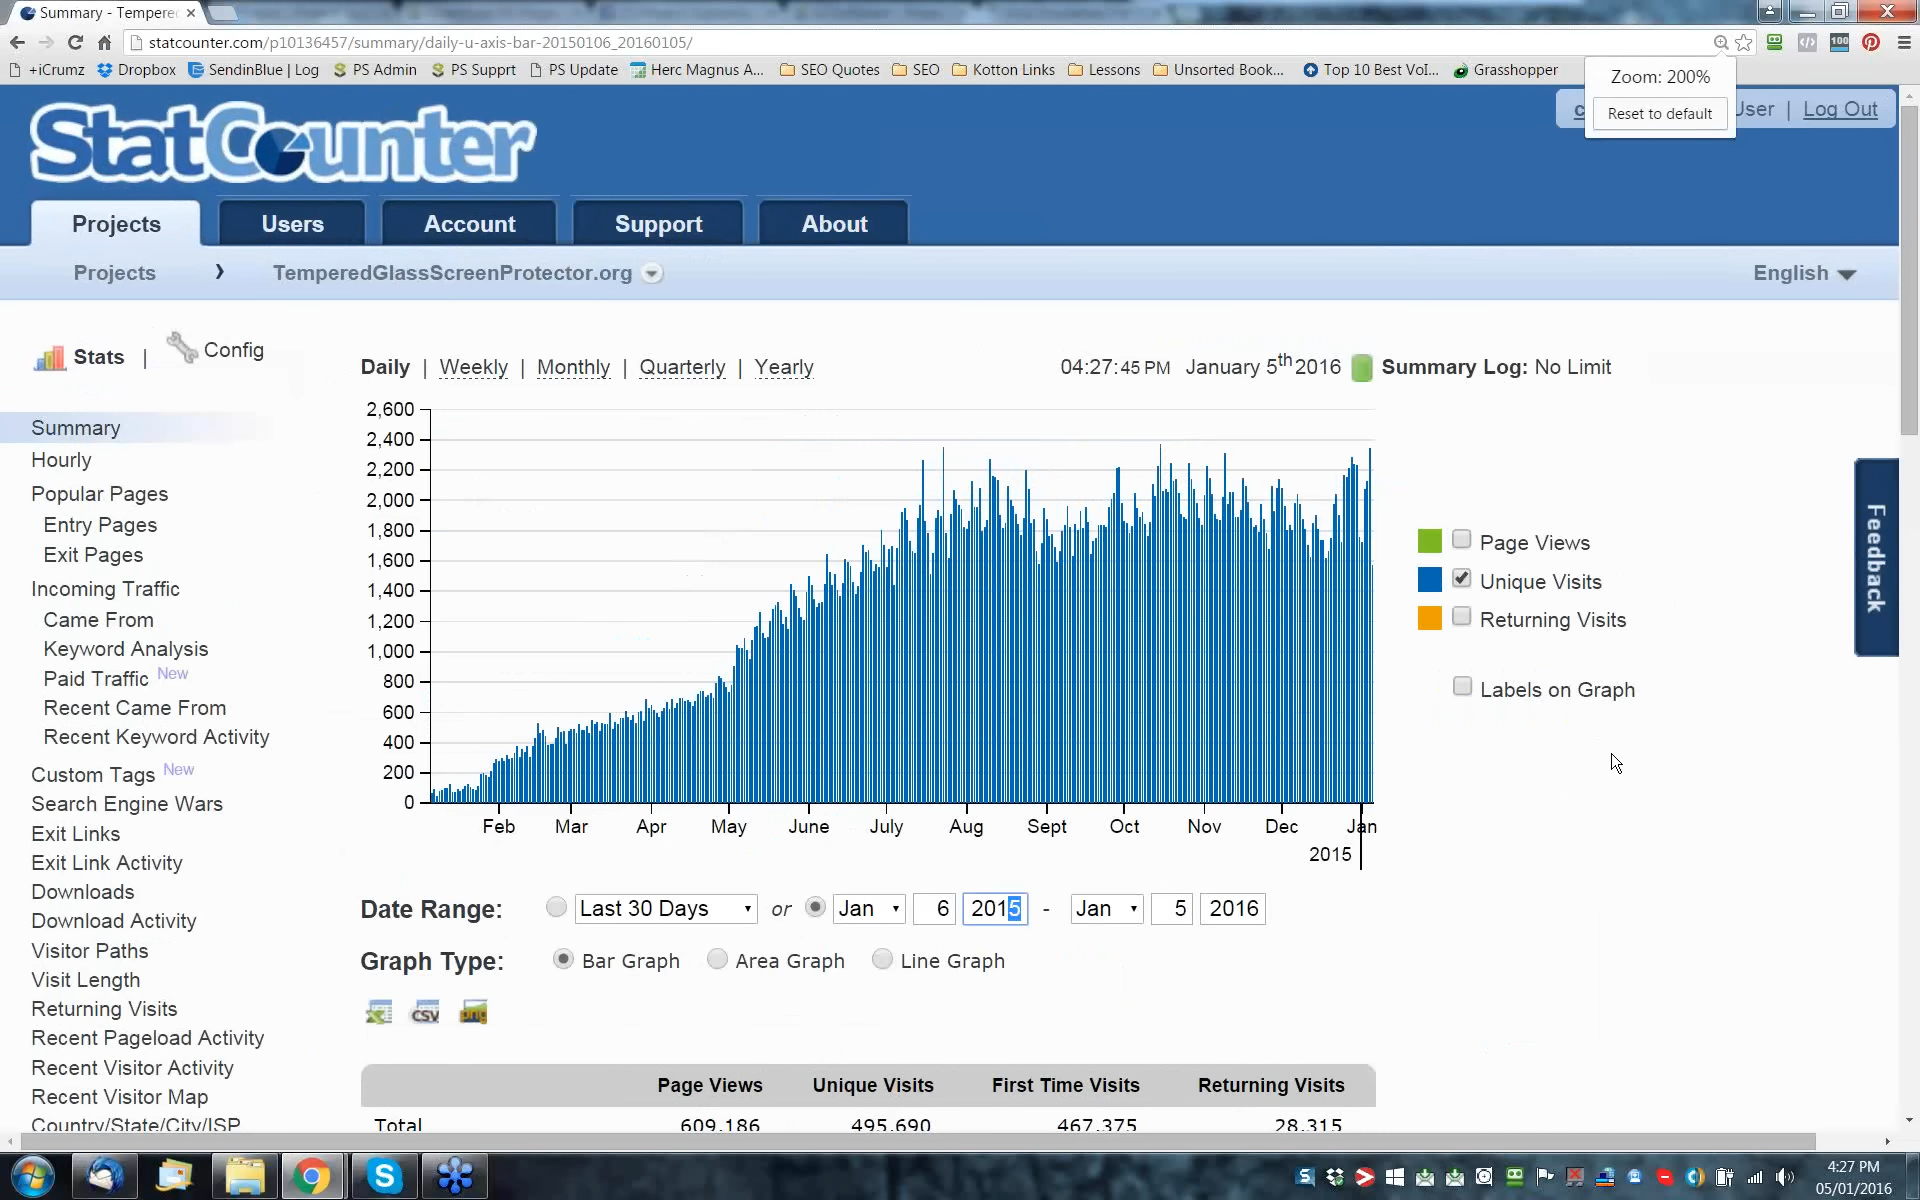 Summary - Tempere
statcounter.com/p10136457/summary/daily-u-axis-bar-20150106_20160105/
100
+iCrumz Dropbox SendinBlue | Log PS Admin PS Supprt PS Update Herc Magnus A... SEO Quotes SEO Kotton Links Lessons Unsorted Book... Top 10 Best VoI... Grasshopper
Zoom: 200%
Reset to default
User | Log Out
StatCounter
Projects Users Account Support About
Projects › TemperedGlassScreenProtector.org English
Stats | Config
Daily | Weekly | Monthly | Quarterly | Yearly
04:27:45 PM January 5th 2016 Summary Log: No Limit
Summary
Hourly
Popular Pages
Entry Pages
Exit Pages
Incoming Traffic
Came From
Keyword Analysis
Paid Traffic New
Recent Came From
Recent Keyword Activity
Custom Tags New
Search Engine Wars
Exit Links
Exit Link Activity
Downloads
Download Activity
Visitor Paths
Visit Length
Returning Visits
Recent Pageload Activity
Recent Visitor Activity
Recent Visitor Map
Country/State/City/ISP
2,600
2,400
2,200
2,000
1,800
1,600
1,400
1,200
1,000
800
600
400
200
0
Feb Mar Apr May June July Aug Sept Oct Nov Dec Jan
2015
Page Views
Unique Visits
Returning Visits
Labels on Graph
Feedback
Date Range: Last 30 Days or Jan 6 2015 - Jan 5 2016
Graph Type: Bar Graph Area Graph Line Graph
CSV png
Page Views Unique Visits First Time Visits Returning Visits
Total 609,186 495,690 467,375 28,315
4:27 PM
05/01/2016